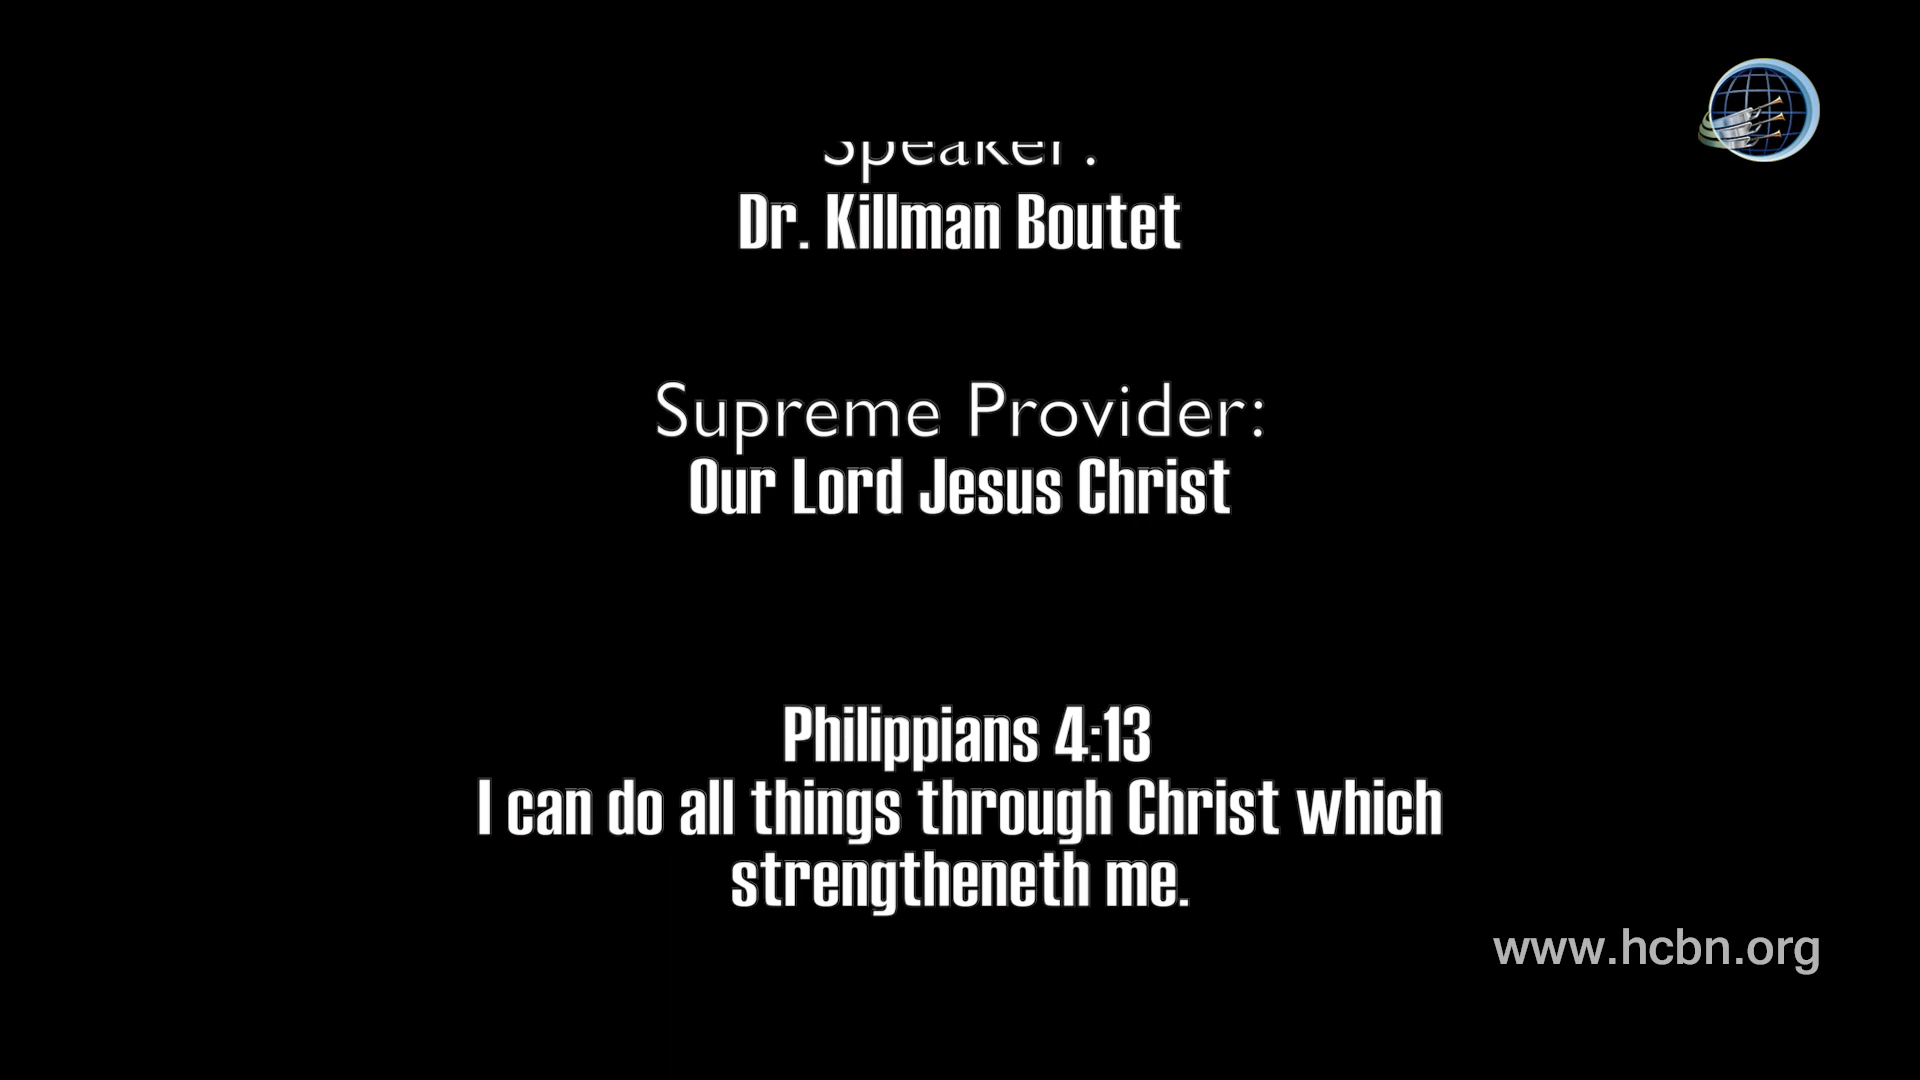 Speaker:
Dr. Killman Boutet
Supreme Provider:
Our Lord Jesus Christ
Philippians 4:13
I can do all things through Christ which
strengtheneth me.
www.hcbn.org